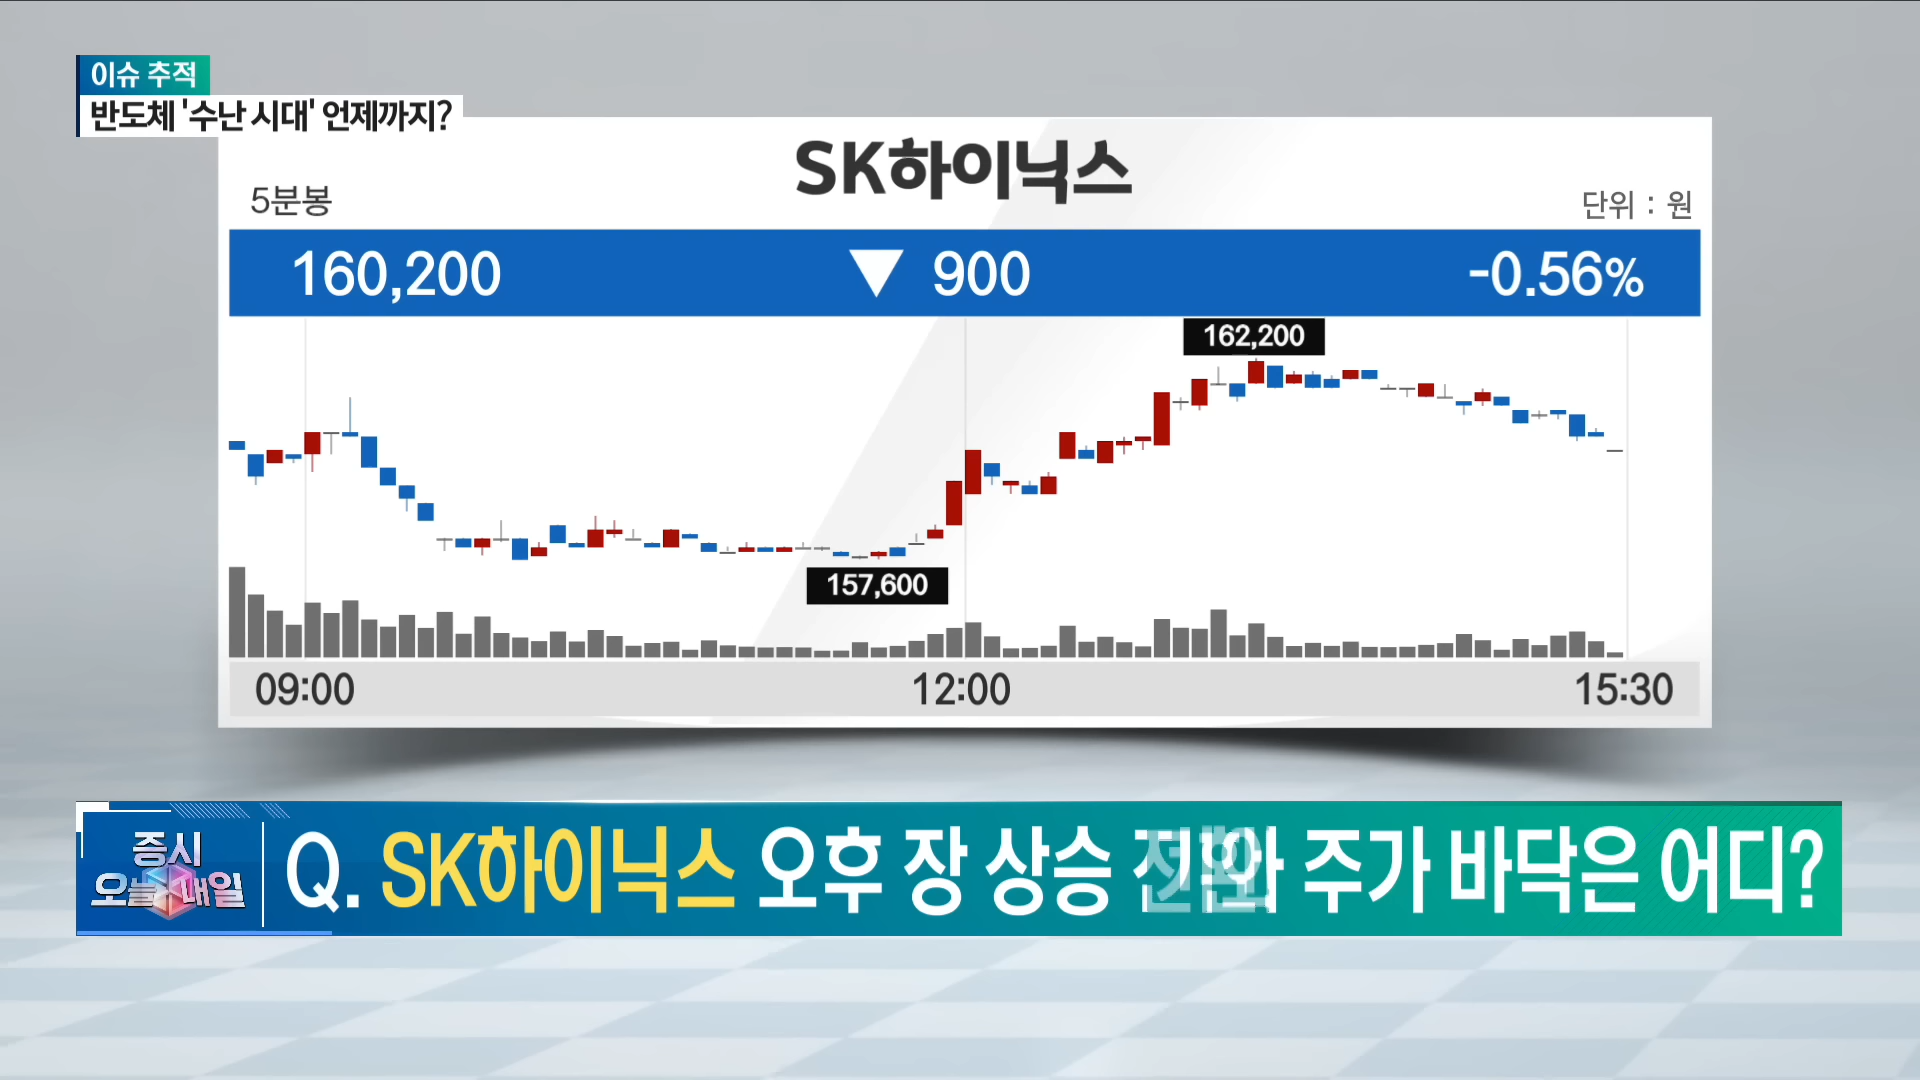 이슈 추적
반도체 '수난 시대' 언제까지?
SK하이닉스
5분봉
단위 : 원
160,200 ▼ 900 -0.56%
162,200
157,600
09:00 12:00 15:30
증시
오늘 내일
Q. SK하이닉스 오후 장 상승 주가 바닥은 어디?